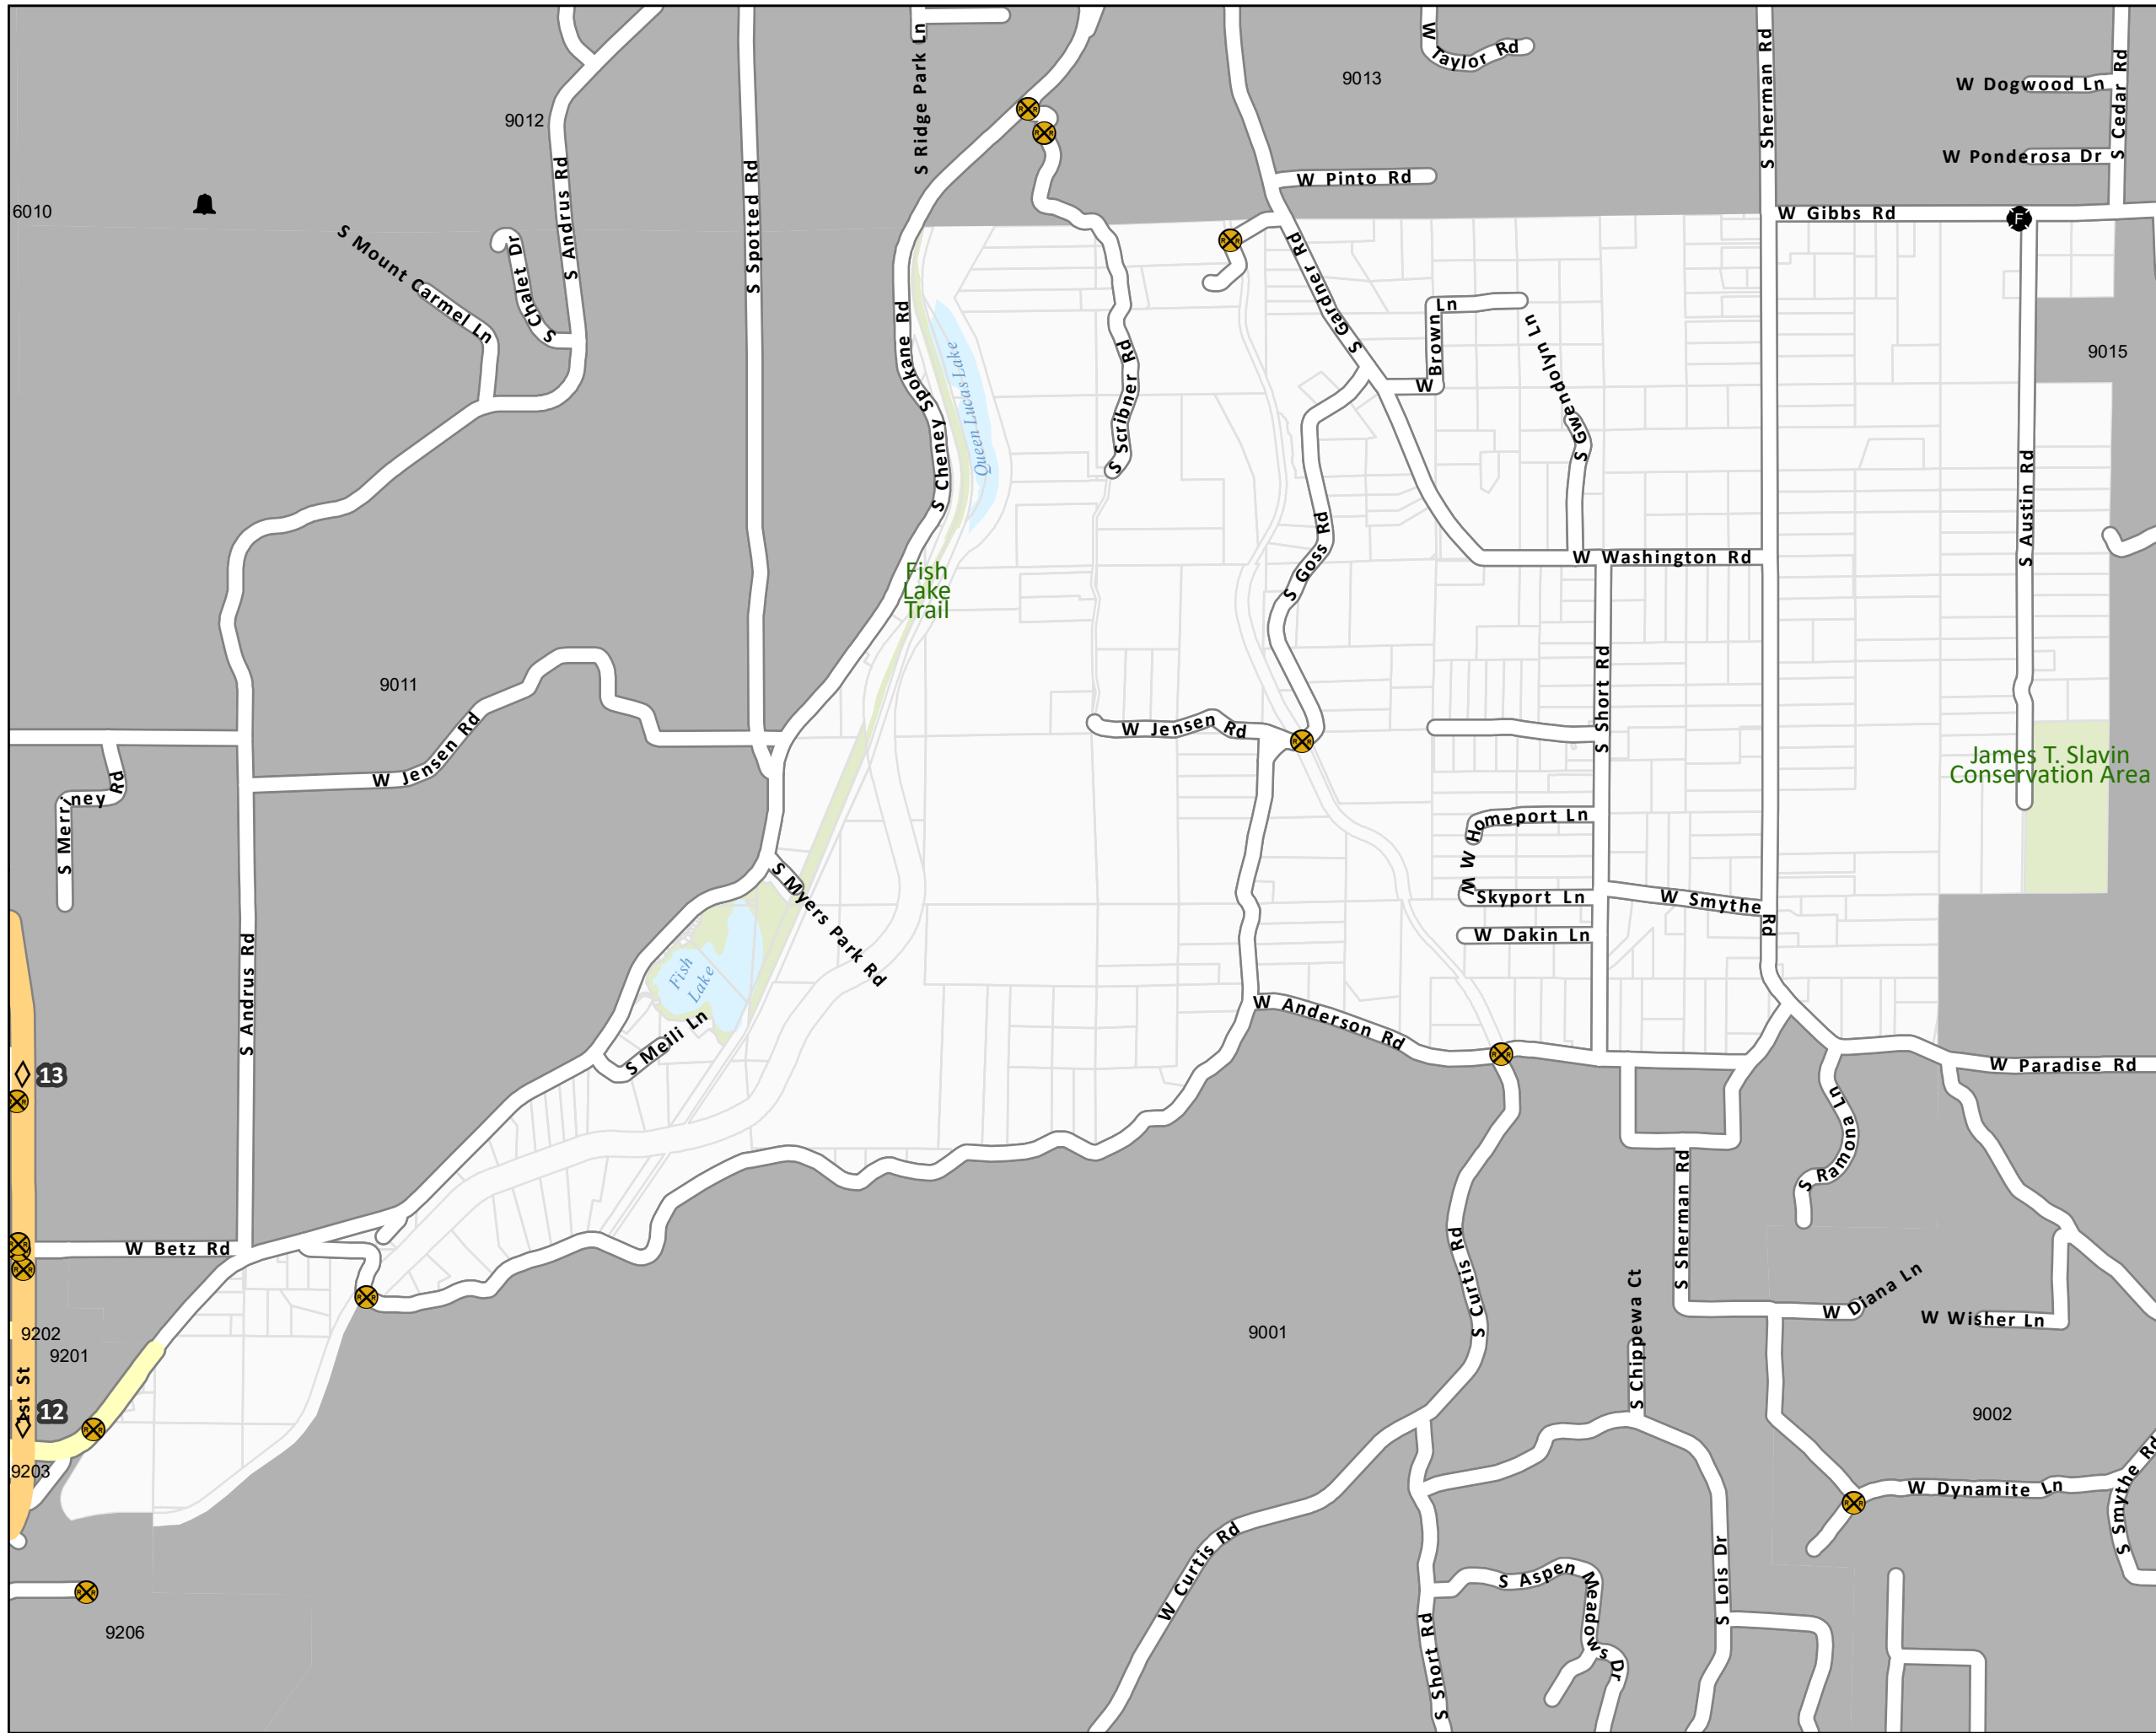 S Ridge Park Ln
W Taylor Rd
9013
S Sherman Rd
W Dogwood Ln
S Cedar Rd
9012
W Ponderosa Dr
S Andrus Rd
S Spotted Rd
W Pinto Rd
6010
W Gibbs Rd
F
S Mount Carmel Ln
S Chalet Dr
S Gardner Rd
S Cheney Spokane Rd
Queen Lucas Lake
S Scribner Rd
W Brown Ln
S Gwendolyn Ln
9015
S Austin Rd
S Goss Rd
W Washington Rd
Fish
Lake
Trail
9011
S Short Rd
W Jensen Rd
W Jensen Rd
James T. Slavin
Conservation Area
S Merriney Rd
W Homeport Ln
S Myers Park Rd
W Skyport Ln
W Smythe Rd
W Dakin Ln
Fish
Lake
S Andrus Rd
W Anderson Rd
S Meili Ln
W Paradise Rd
13
S Ramona Ln
S Sherman Rd
W Betz Rd
S Curtis Rd
S Chippewa Ct
W Diana Ln
W Wisher Ln
9202
9201
9001
1st St
12
9002
9203
W Dynamite Ln
S Smythe Rd
W Curtis Rd
S Aspen Meadows Dr
S Lois Dr
9206
S Short Rd